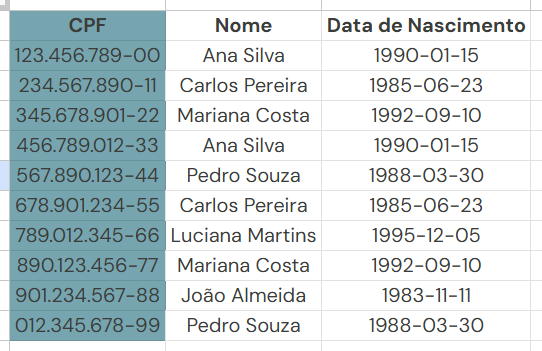 CPF Nome Data de Nascimento
123.456.789-00 Ana Silva 1990-01-15
234.567.890-11 Carlos Pereira 1985-06-23
345.678.901-22 Mariana Costa 1992-09-10
456.789.012-33 Ana Silva 1990-01-15
567.890.123-44 Pedro Souza 1988-03-30
678.901.234-55 Carlos Pereira 1985-06-23
789.012.345-66 Luciana Martins 1995-12-05
890.123.456-77 Mariana Costa 1992-09-10
901.234.567-88 João Almeida 1983-11-11
012.345.678-99 Pedro Souza 1988-03-30